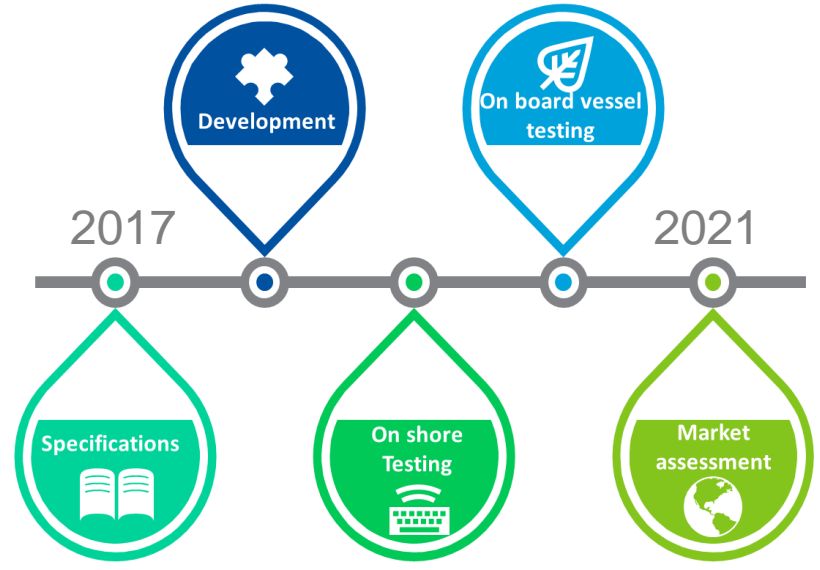 Development
On board vessel
testing
2017
2021
Specifications
On shore
Testing
Market
assessment